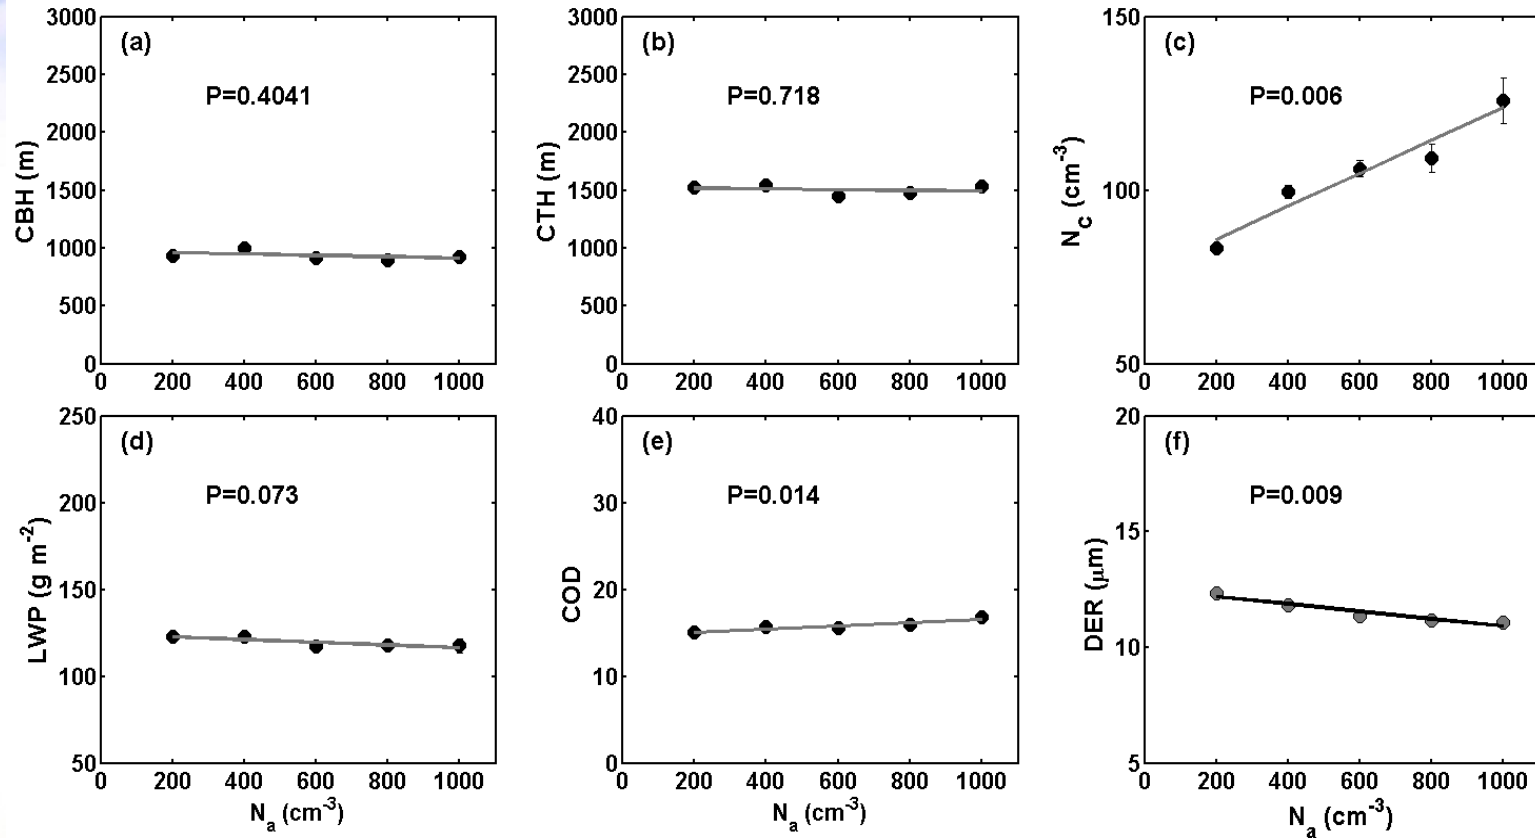 (a)
P=0.4041
CBH (m)
3000
2500
2000
1500
1000
500
0
0 200 400 600 800 1000
(b)
P=0.718
CTH (m)
3000
2500
2000
1500
1000
500
0
0 200 400 600 800 1000
(c)
P=0.006
Nc (cm-3)
150
100
50
0 200 400 600 800 1000
(d)
P=0.073
LWP (g m-2)
250
200
150
100
50
0 200 400 600 800 1000
Na (cm-3)
(e)
P=0.014
COD
40
30
20
10
0
0 200 400 600 800 1000
Na (cm-3)
(f)
P=0.009
DER (μm)
20
15
10
5
0 200 400 600 800 1000
Na (cm-3)